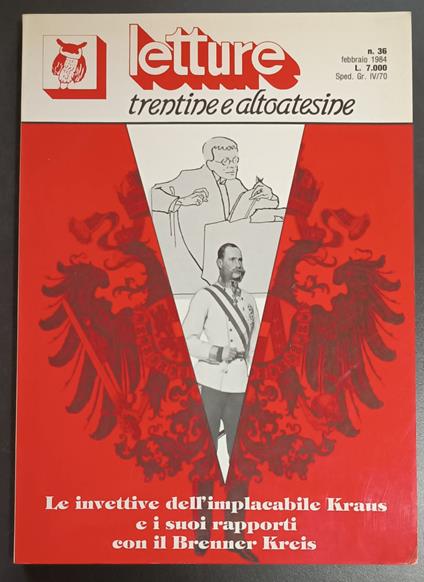 letture
trentine e altoatesine
n. 36
febbraio 1984
L. 7.000
Sped. Gr. IV/70
Le invettive dell'implacabile Kraus
e i suoi rapporti
con il Brenner Kreis